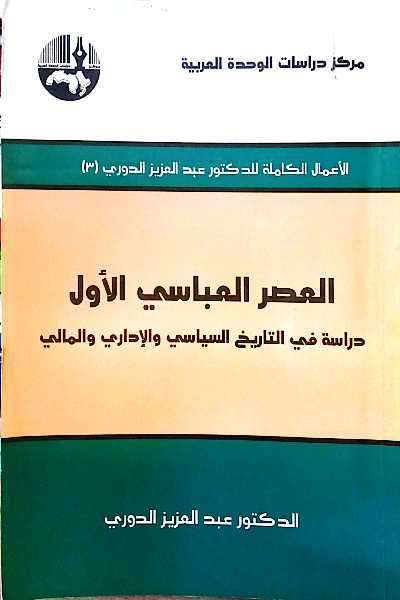 مركز دراسات الوحدة العربية
الأعمال الكاملة للدكتور عبد العزيز الدوري (٣)
العصر العباسي الأول
دراسة في التاريخ السياسي والإداري والمالي
الدكتور عبد العزيز الدوري